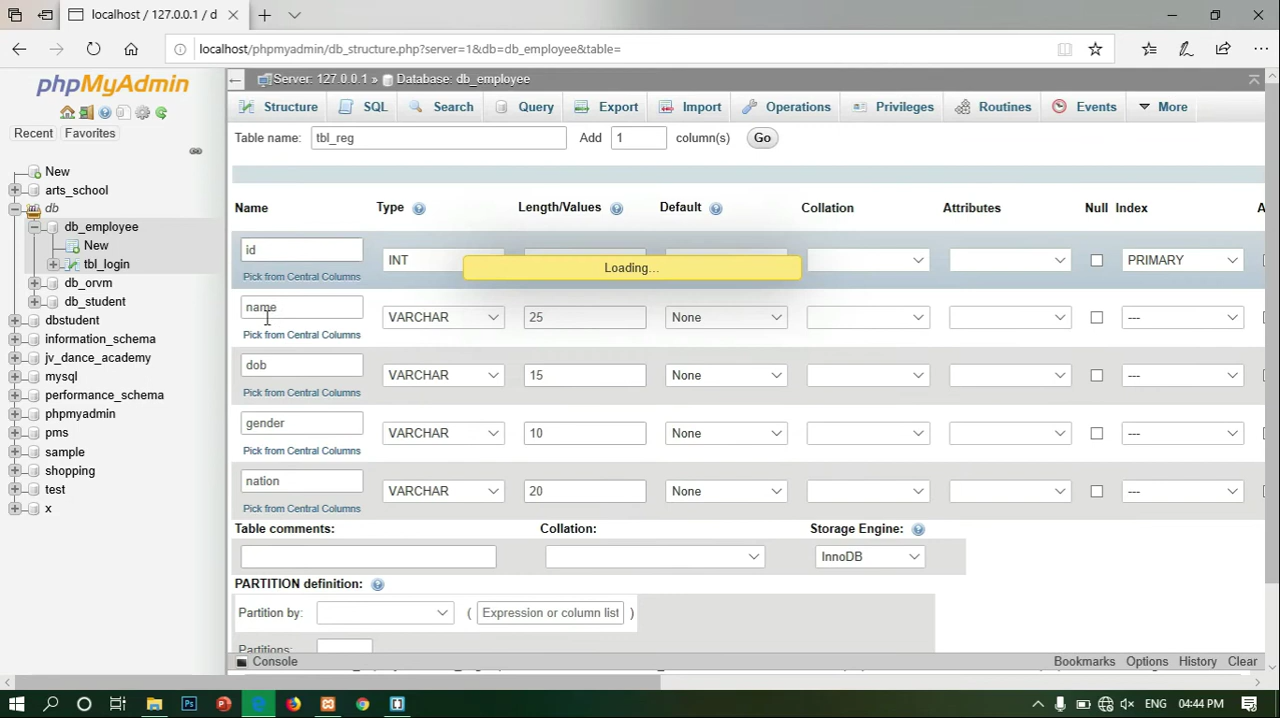 localhost / 127.0.0.1 / d
localhost/phpmyadmin/db_structure.php?server=1&db=db_employee&table=
phpMyAdmin
Recent Favorites
New
arts_school
db
db_employee
New
tbl_login
db_orvm
db_student
dbstudent
information_schema
jv_dance_academy
mysql
performance_schema
phpmyadmin
pms
sample
shopping
test
x
Server: 127.0.0.1 » Database: db_employee
Structure SQL Search Query Export Import Operations Privileges Routines Events More
Table name: tbl_reg Add 1 column(s) Go
Name Type Length/Values Default Collation Attributes Null Index A
id INT PRIMARY
Loading...
Pick from Central Columns
name VARCHAR 25 None ---
Pick from Central Columns
dob VARCHAR 15 None ---
Pick from Central Columns
gender VARCHAR 10 None ---
Pick from Central Columns
nation VARCHAR 20 None ---
Pick from Central Columns
Table comments: Collation: Storage Engine:
InnoDB
PARTITION definition:
Partition by: ( Expression or column list )
Partitions:
Console Bookmarks Options History Clear
ENG 04:44 PM